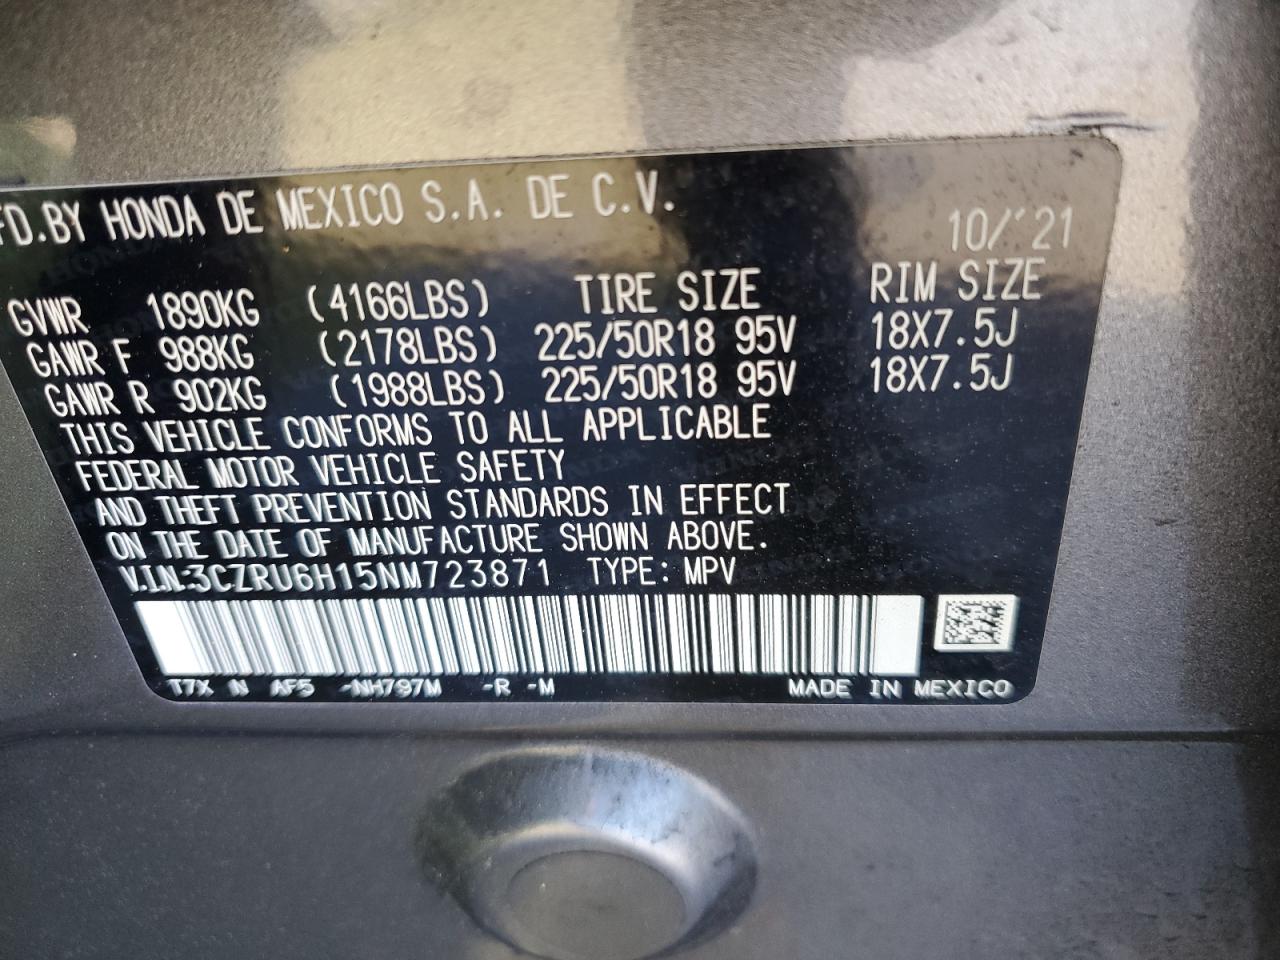 MFD.BY HONDA DE MEXICO S.A. DE C.V.
10/'21
GVWR 1890KG (4166LBS) TIRE SIZE RIM SIZE
GAWR F 988KG (2178LBS) 225/50R18 95V 18X7.5J
GAWR R 902KG (1988LBS) 225/50R18 95V 18X7.5J
THIS VEHICLE CONFORMS TO ALL APPLICABLE
FEDERAL MOTOR VEHICLE SAFETY
AND THEFT PREVENTION STANDARDS IN EFFECT
ON THE DATE OF MANUFACTURE SHOWN ABOVE.
V.I.N:3CZRU6H15NM723871 TYPE: MPV
T7X N AF5 -NH797M -R -M MADE IN MEXICO